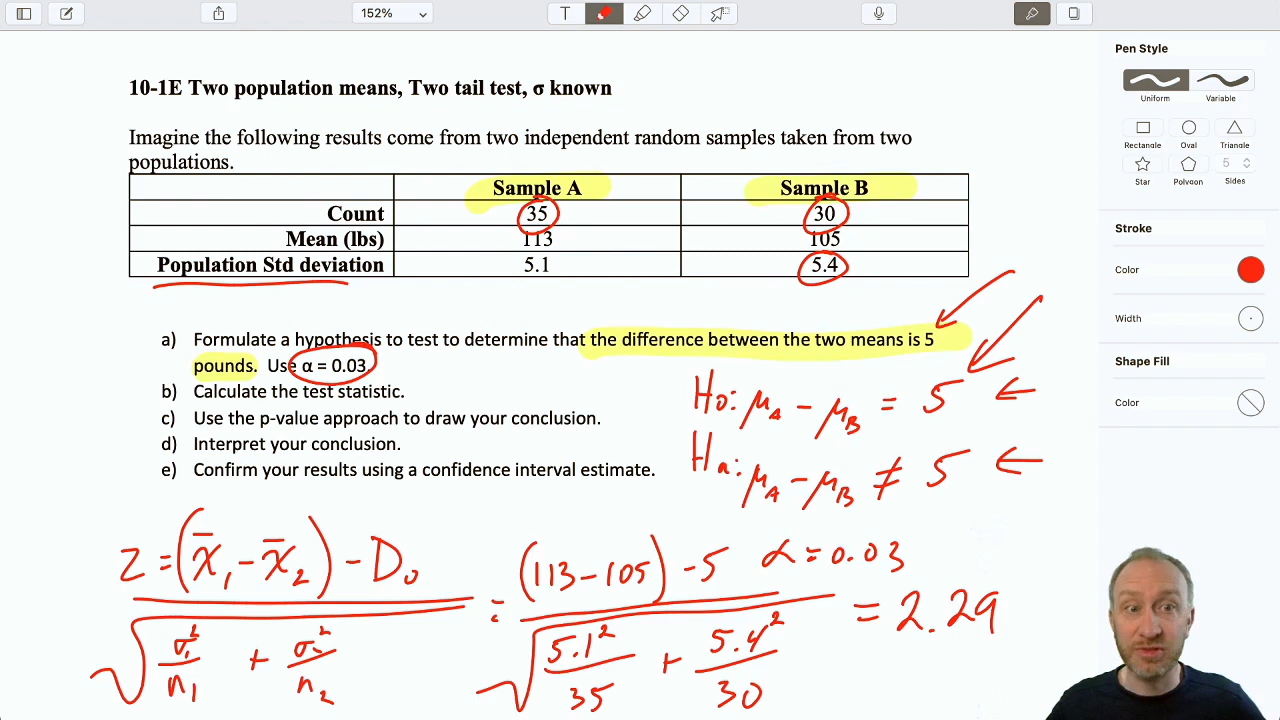 152%
T
10-1E Two population means, Two tail test, σ known
Imagine the following results come from two independent random samples taken from two
populations.
Sample A Sample B
Count 35 30
Mean (lbs) 113 105
Population Std deviation 5.1 5.4
a) Formulate a hypothesis to test to determine that the difference between the two means is 5
pounds. Use α = 0.03.
b) Calculate the test statistic.
c) Use the p-value approach to draw your conclusion.
d) Interpret your conclusion.
e) Confirm your results using a confidence interval estimate.
H₀: μ_A − μ_B = 5
Hₐ: μ_A − μ_B ≠ 5
α = 0.03
z = (x̄₁ − x̄₂) − D₀ = (113 − 105) − 5 = 2.29
√ σ₁²/n₁ + σ₂²/n₂ √ 5.1²/35 + 5.4²/30
Pen Style
Uniform Variable
Rectangle Oval Triangle
5
Star Polygon Sides
Stroke
Color
Width
Shape Fill
Color